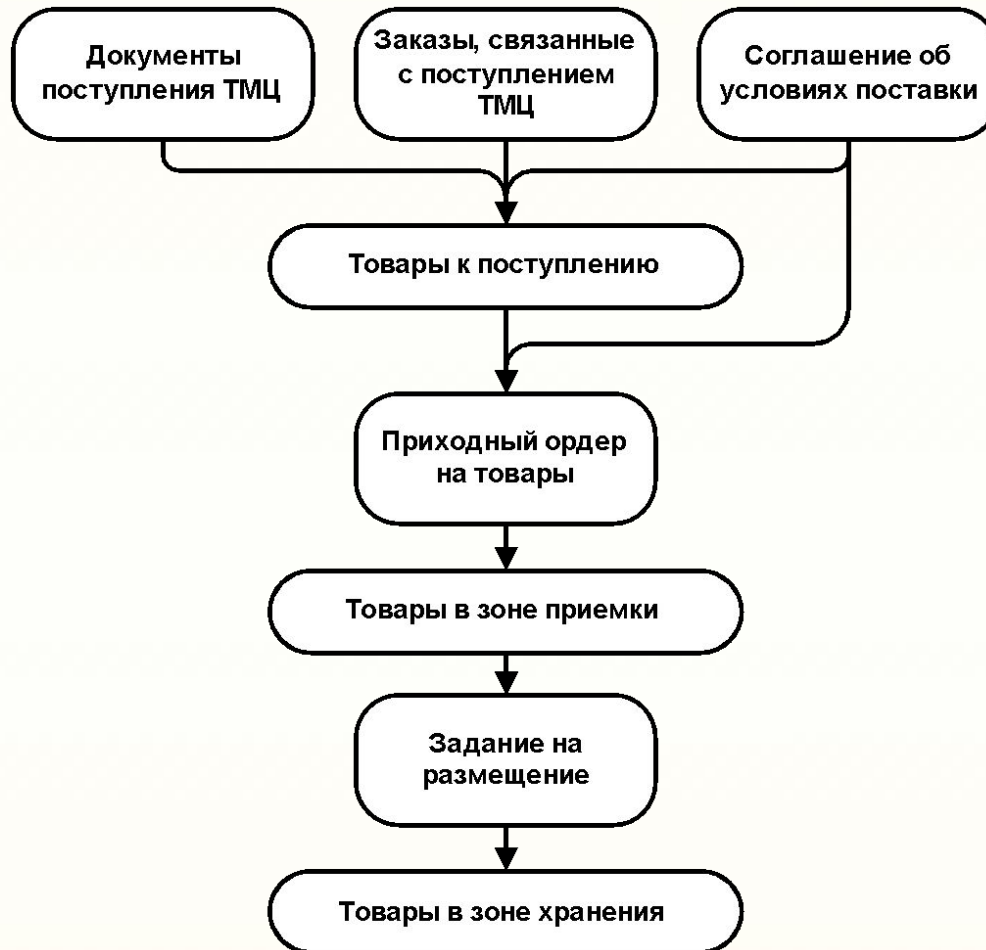 Документы
поступления ТМЦ
Заказы, связанные
с поступлением
ТМЦ
Соглашение об
условиях поставки
Товары к поступлению
Приходный ордер
на товары
Товары в зоне приемки
Задание на
размещение
Товары в зоне хранения